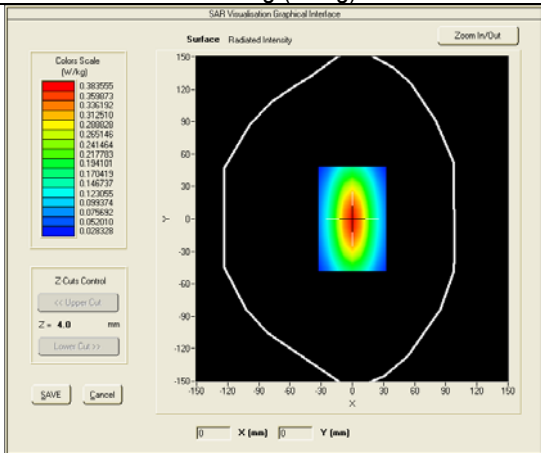 SAR Visualisation Graphical Interface
Surface Radiated Intensity
Zoom In/Out
Colors Scale
(W/kg)
0.383555
0.359873
0.336192
0.312510
0.288828
0.265146
0.241464
0.217783
0.194101
0.170419
0.146737
0.123055
0.099374
0.075692
0.052010
0.028328
150
120
90
60
30
0
-30
-60
-90
-120
-150
Y
-150 -120 -90 -60 -30 0 30 60 90 120 150
X
Z-Cuts Control
<< Upper Cut
Z = 4.0 mm
Lower Cut >>
SAVE Cancel
0 X (mm) 0 Y (mm)